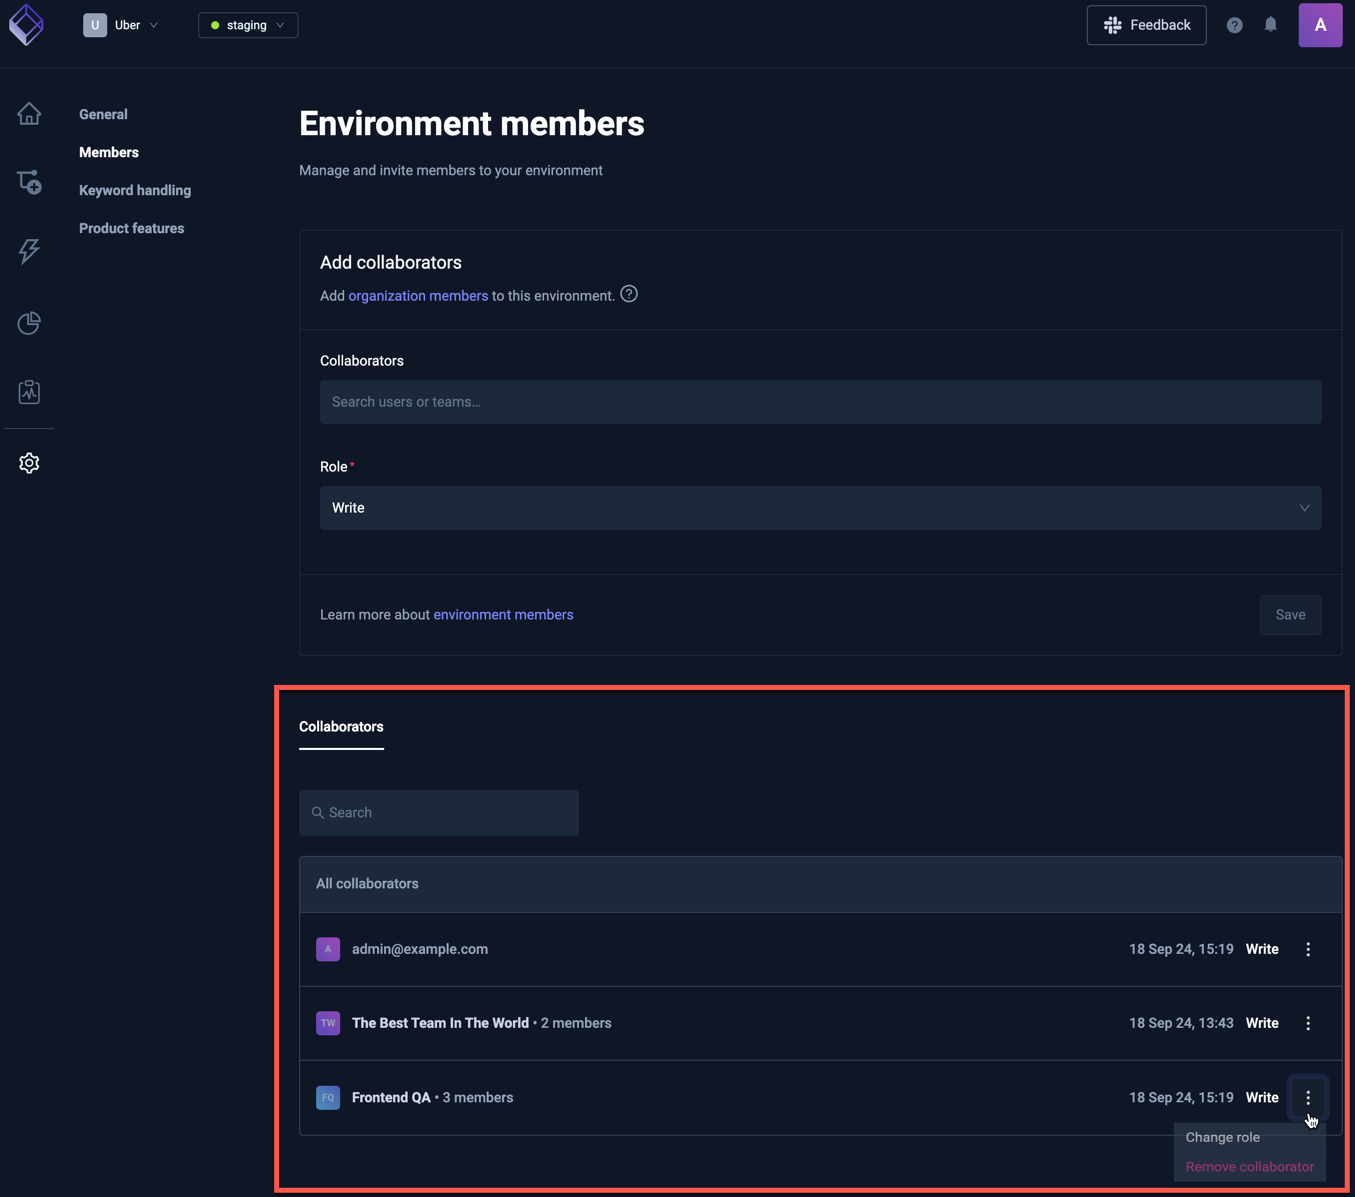 U Uber staging
Feedback ? A
General
Members
Keyword handling
Product features
Environment members
Manage and invite members to your environment
Add collaborators
Add organization members to this environment. ?
Collaborators
Search users or teams...
Role*
Write
Learn more about environment members
Save
Collaborators
Search
All collaborators
A admin@example.com 18 Sep 24, 15:19 Write
TW The Best Team In The World • 2 members 18 Sep 24, 13:43 Write
FQ Frontend QA • 3 members 18 Sep 24, 15:19 Write
Change role
Remove collaborator